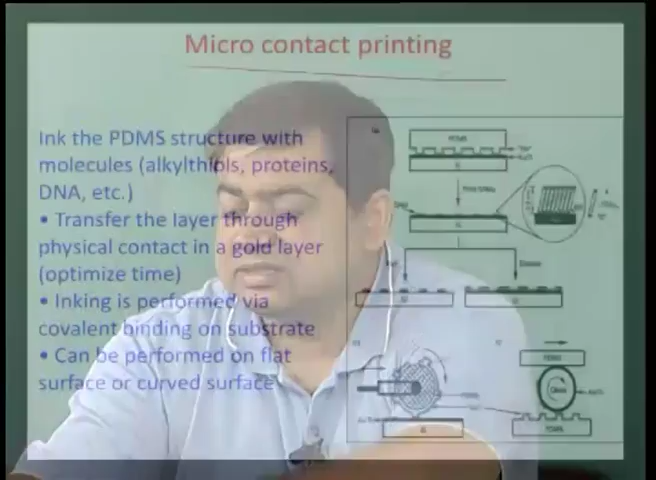 Micro contact printing
Ink the PDMS structure with
molecules (alkylthiols, proteins,
DNA, etc.)
• Transfer the layer through
physical contact in a gold layer
(optimize time)
• Inking is performed via
covalent binding on substrate
• Can be performed on flat
surface or curved surface
PDMS
PDMS
PDMS